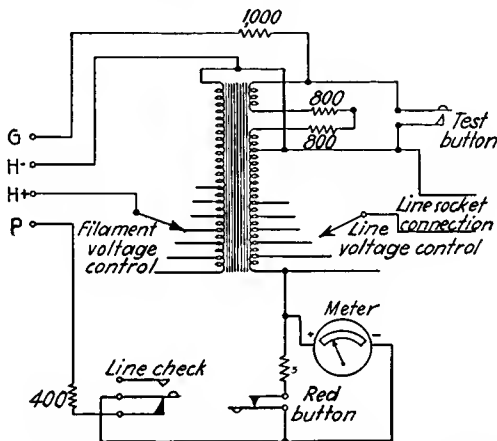 1,000
800
800
G
H-
H+
P
Test
button
Filament
voltage
control
Line socket
connection
Line
voltage control
Meter
+
-
Line check
400
Red
button